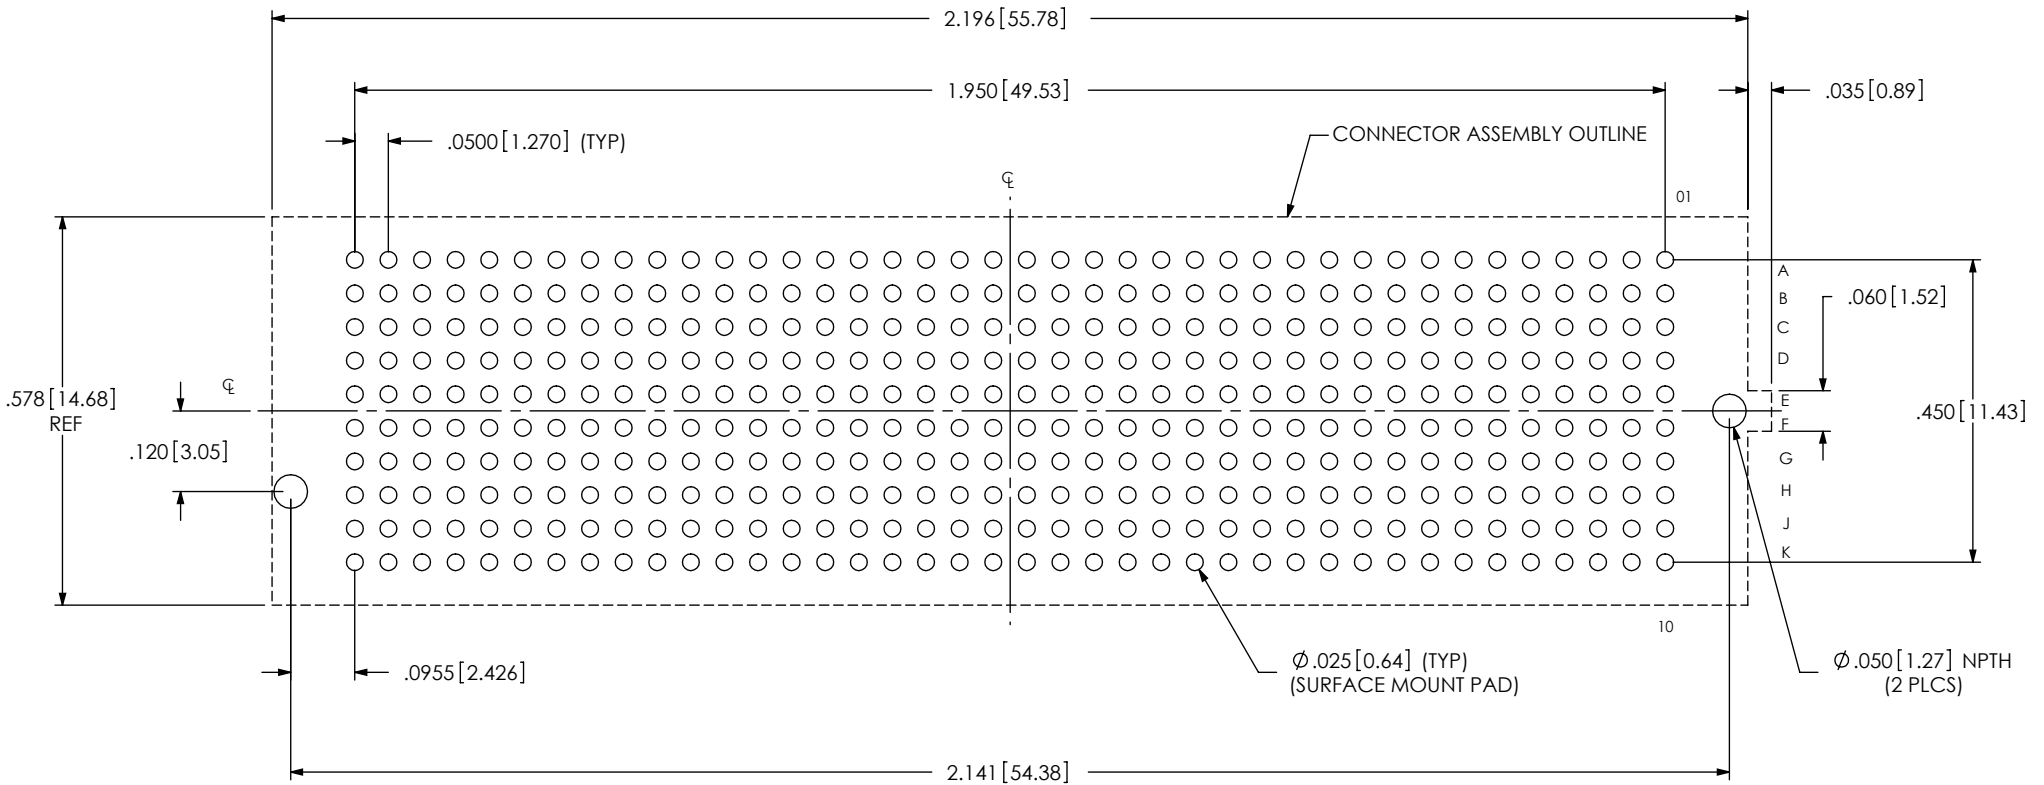 2.196[55.78]
1.950[49.53]
.035[0.89]
.0500[1.270] (TYP)
CONNECTOR ASSEMBLY OUTLINE
℄
01
A
B
.060[1.52]
C
D
℄
.578[14.68]
REF
E
.450[11.43]
F
.120[3.05]
G
H
J
K
10
.0955[2.426]
Ø.025[0.64] (TYP)
(SURFACE MOUNT PAD)
Ø.050[1.27] NPTH
(2 PLCS)
2.141[54.38]